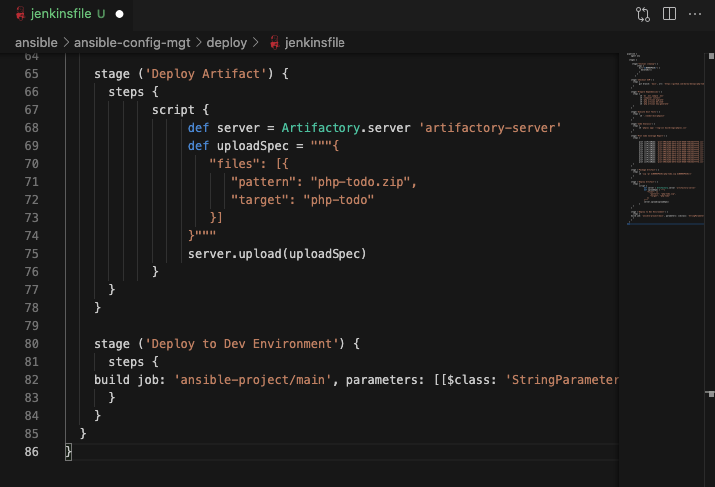 jenkinsfile U
ansible > ansible-config-mgt > deploy > jenkinsfile
64
65 stage ('Deploy Artifact') {
66 steps {
67 script {
68 def server = Artifactory.server 'artifactory-server'
69 def uploadSpec = """{
70 "files": [{
71 "pattern": "php-todo.zip",
72 "target": "php-todo"
73 }]
74 }"""
75 server.upload(uploadSpec)
76 }
77 }
78 }
79
80 stage ('Deploy to Dev Environment') {
81 steps {
82 build job: 'ansible-project/main', parameters: [[$class: 'StringParameter
83 }
84 }
85 }
86 }